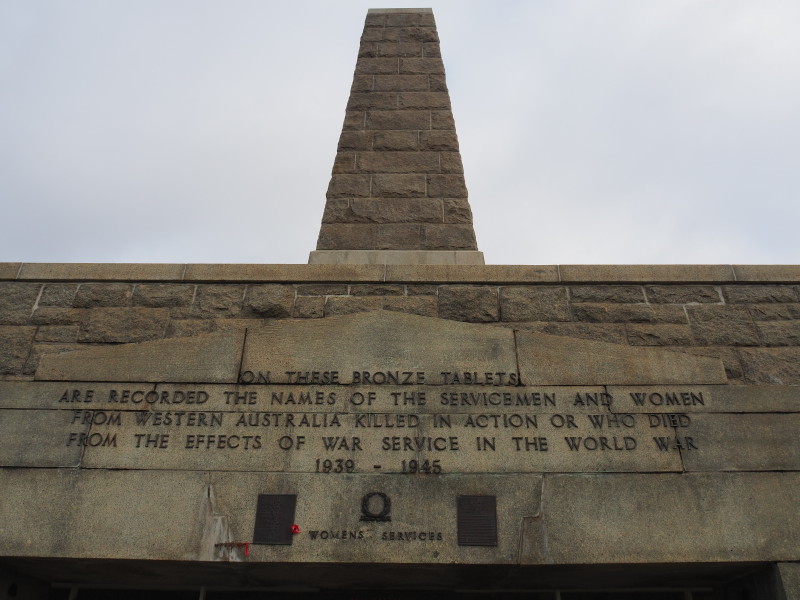 ON THESE BRONZE TABLETS
ARE RECORDED THE NAMES OF THE SERVICEMEN AND WOMEN
FROM WESTERN AUSTRALIA KILLED IN ACTION OR WHO DIED
FROM THE EFFECTS OF WAR SERVICE IN THE WORLD WAR
1939 - 1945
WOMENS SERVICES